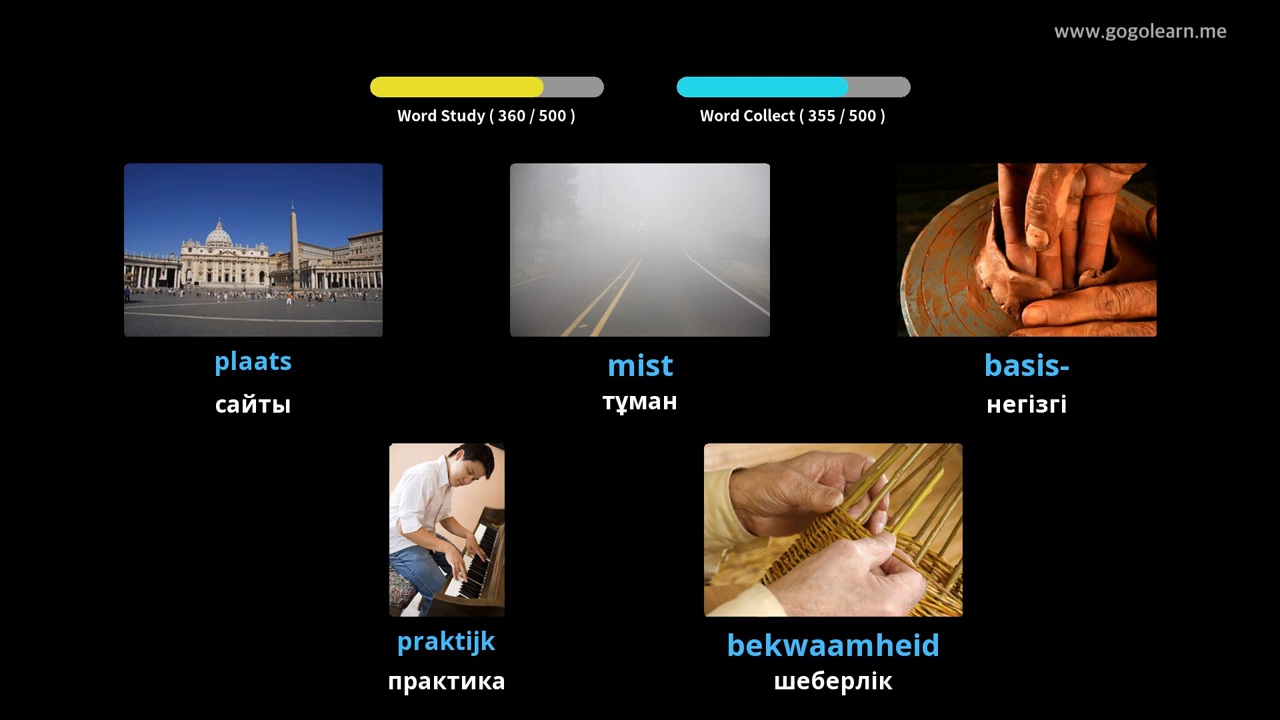 www.gogolearn.me
Word Study ( 360 / 500 )
Word Collect ( 355 / 500 )
plaats
сайты
mist
тұман
basis-
негізгі
praktijk
практика
bekwaamheid
шеберлік